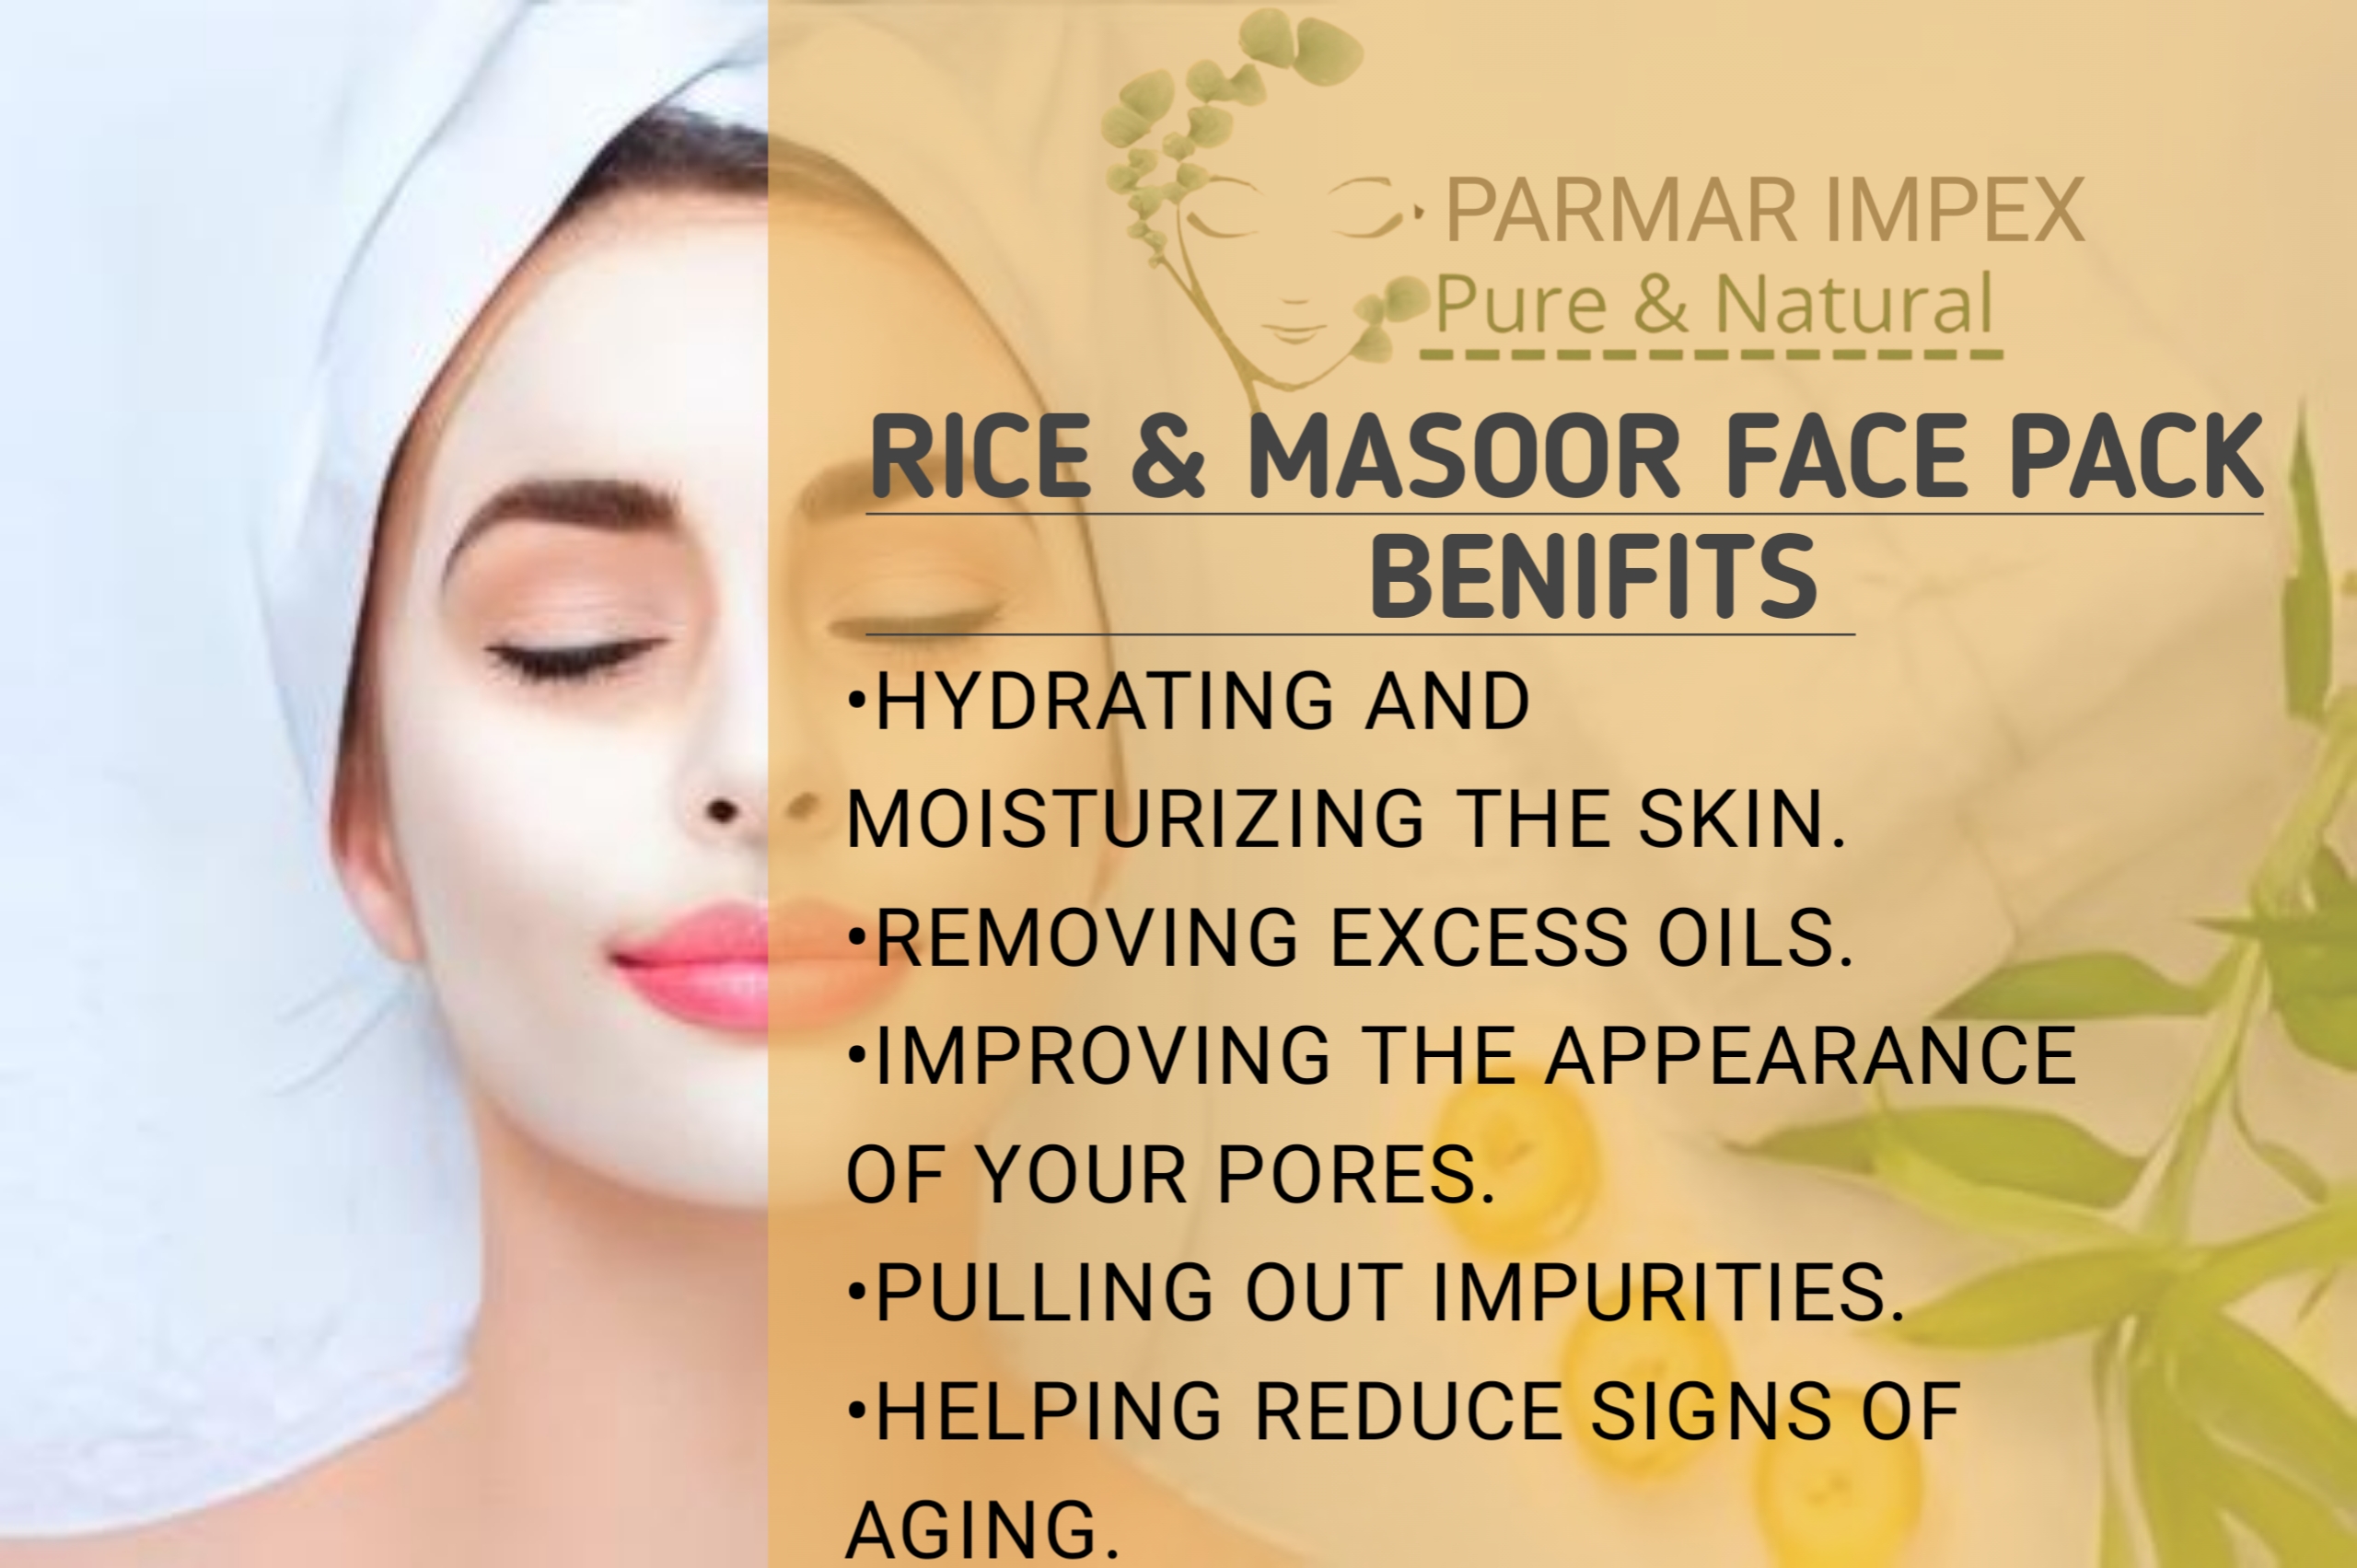 PARMAR IMPEX
Pure & Natural
RICE & MASOOR FACE PACK
BENIFITS
•HYDRATING AND
MOISTURIZING THE SKIN.
•REMOVING EXCESS OILS.
•IMPROVING THE APPEARANCE
OF YOUR PORES.
•PULLING OUT IMPURITIES.
•HELPING REDUCE SIGNS OF
AGING.